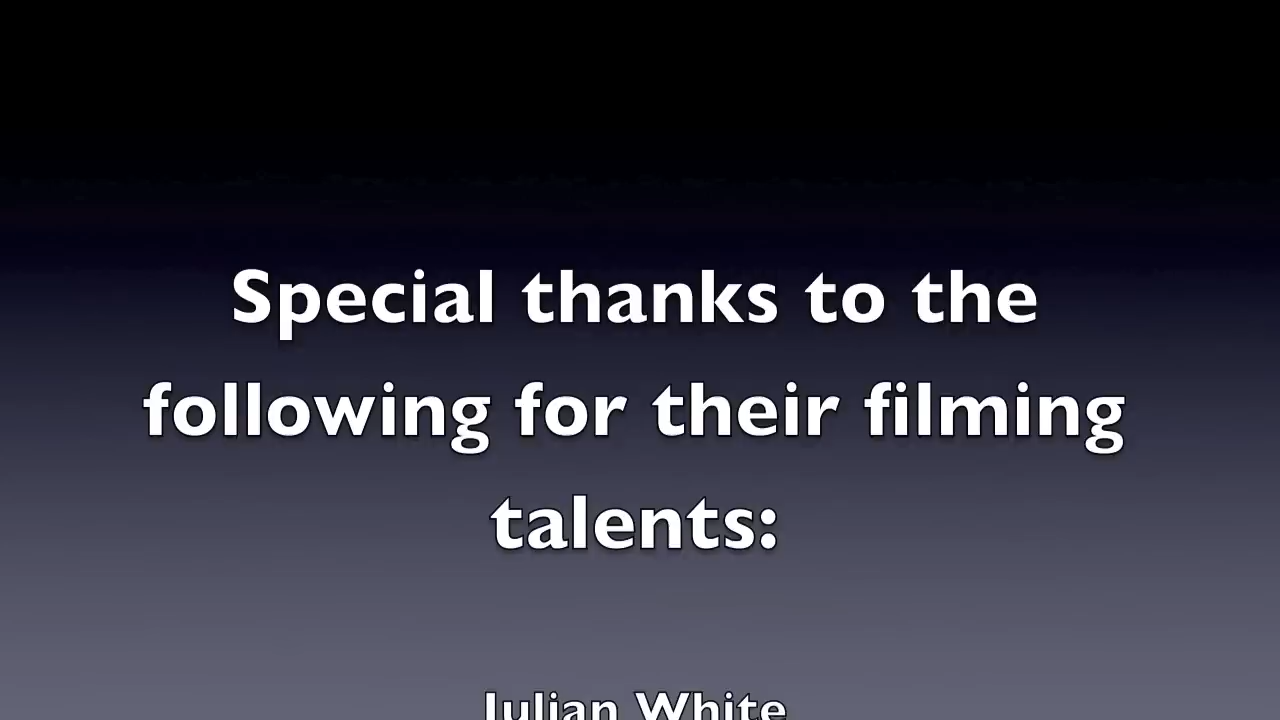 Special thanks to the
following for their filming
talents:
Julian White